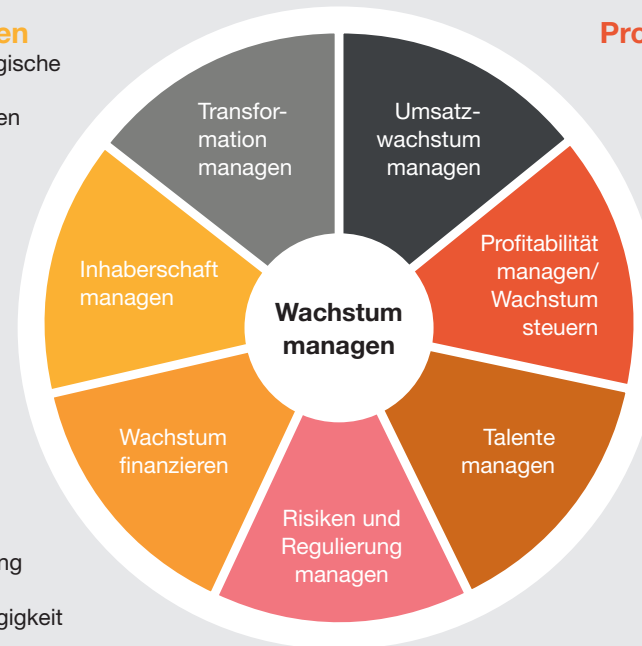 en
gische
en
Pro
Transfor-
mation
managen
Umsatz-
wachstum
managen
Inhaberschaft
managen
Profitabilität
managen/
Wachstum
steuern
Wachstum
managen
Wachstum
finanzieren
Talente
managen
Risiken und
Regulierung
managen
ng
gigkeit